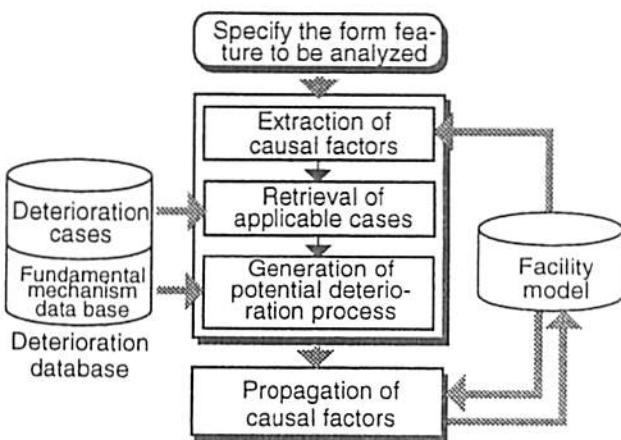 Specify the form fea-
ture to be analyzed
Extraction of
causal factors
Retrieval of
applicable cases
Generation of
potential deterio-
ration process
Propagation of
causal factors
Deterioration
cases
Fundamental
mechanism
data base
Deterioration
database
Facility
model